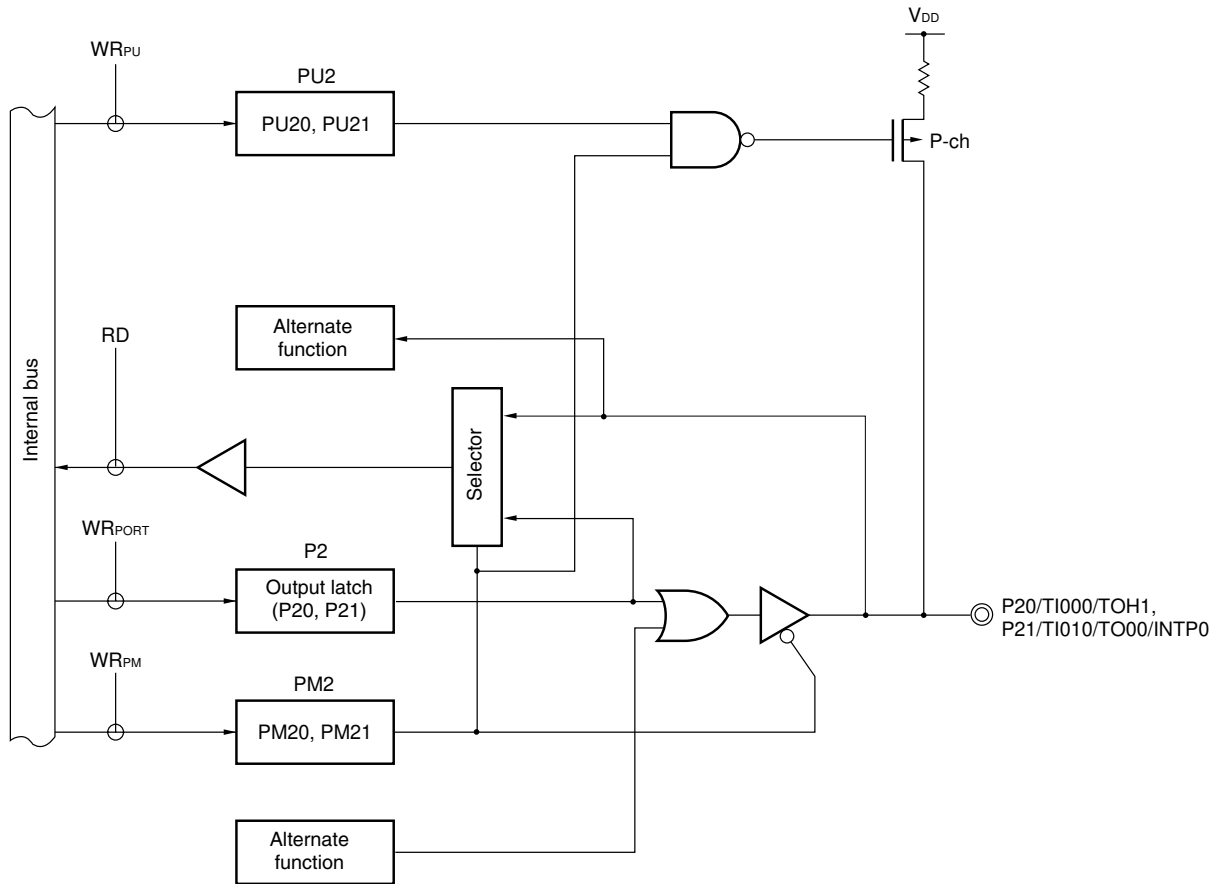 VDD
WRPU
PU2
PU20, PU21
P-ch
Alternate
function
RD
Internal bus
Selector
WRPORT
P2
Output latch
(P20, P21)
P20/TI000/TOH1,
P21/TI010/TO00/INTP0
WRPM
PM2
PM20, PM21
Alternate
function